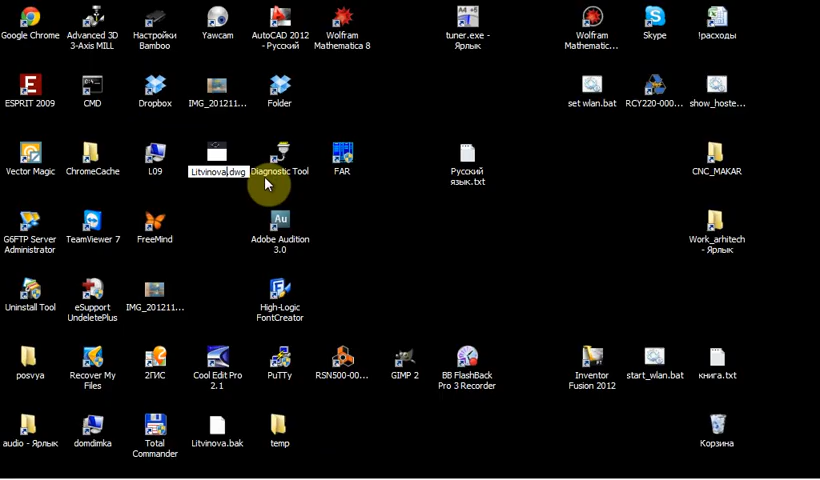 Google Chrome
Advanced 3D
3-Axis MILL
Настройки
Bamboo
Yawcam
AutoCAD 2012
- Русский
Wolfram
Mathematica 8
A4
tuner.exe -
Ярлык
Wolfram
Mathematic...
Skype
!расходы
ESPRIT 2009
CMD
Dropbox
IMG_201211...
Folder
set wlan.bat
RCY220-000...
show_hoste...
Vector Magic
ChromeCache
L09
Litvinova.dwg
Diagnostic Tool
FAR
Русский
язык.txt
CNC_MAKAR
G6FTP Server
Administrator
TeamViewer 7
FreeMind
Au
Adobe Audition
3.0
Work_arhitech
- Ярлык
Uninstall Tool
eSupport
UndeletePlus
IMG_201211...
High-Logic
FontCreator
posvya
Recover My
Files
2ГИС
Cool Edit Pro
2.1
PuTTy
RSN500-00...
GIMP 2
BB FlashBack
Pro 3 Recorder
Inventor
Fusion 2012
start_wlan.bat
книга.txt
audio - Ярлык
domdimka
Total
Commander
Litvinova.bak
temp
Корзина